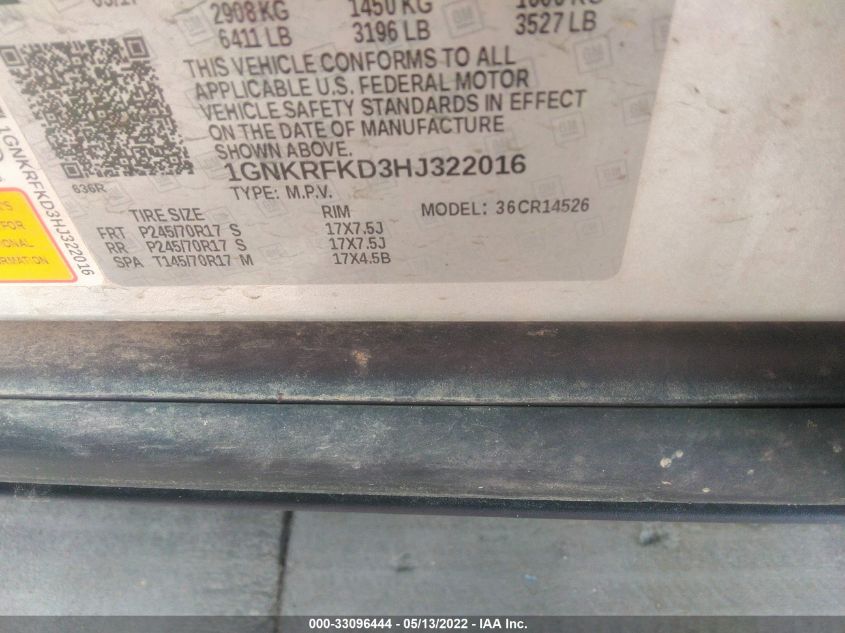 2908 KG 1450 KG
6411 LB 3196 LB 3527 LB
THIS VEHICLE CONFORMS TO ALL
APPLICABLE U.S. FEDERAL MOTOR
VEHICLE SAFETY STANDARDS IN EFFECT
ON THE DATE OF MANUFACTURE
SHOWN ABOVE.
1GNKRFKD3HJ322016
636R
TYPE: M.P.V.
TIRE SIZE RIM MODEL: 36CR14526
FRT P245/70R17 S 17X7.5J
RR P245/70R17 S 17X7.5J
SPA T145/70R17 M 17X4.5B
1GNKRFKD3HJ322016
FOR
000-33096444 - 05/13/2022 - IAA Inc.